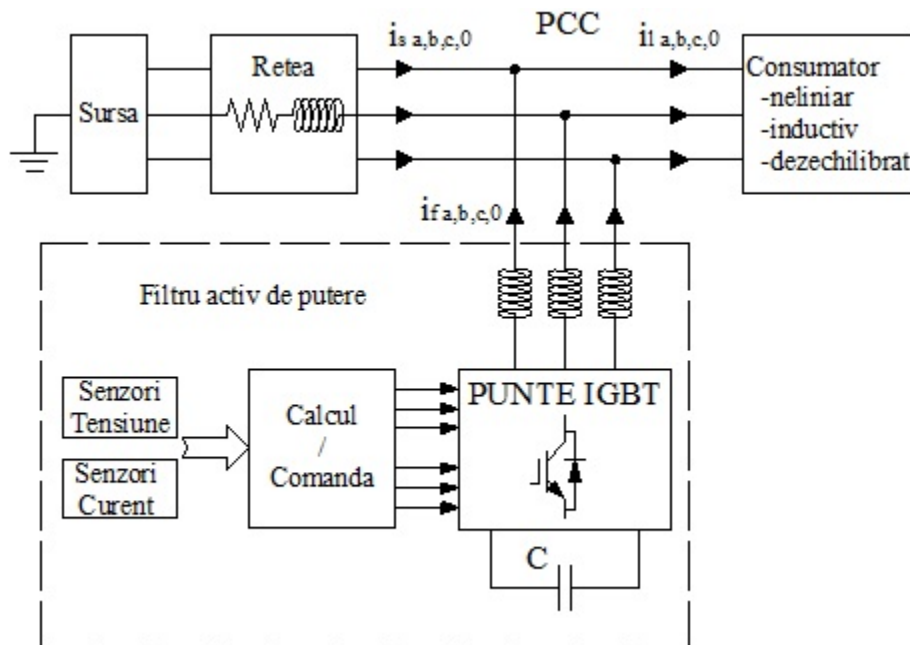 is a,b,c,0
PCC
il a,b,c,0
Sursa
Retea
Consumator
-neliniar
-inductiv
-dezechilibrat
if a,b,c,0
Filtru activ de putere
Senzori
Tensiune
Senzori
Curent
Calcul
/
Comanda
PUNTE IGBT
C